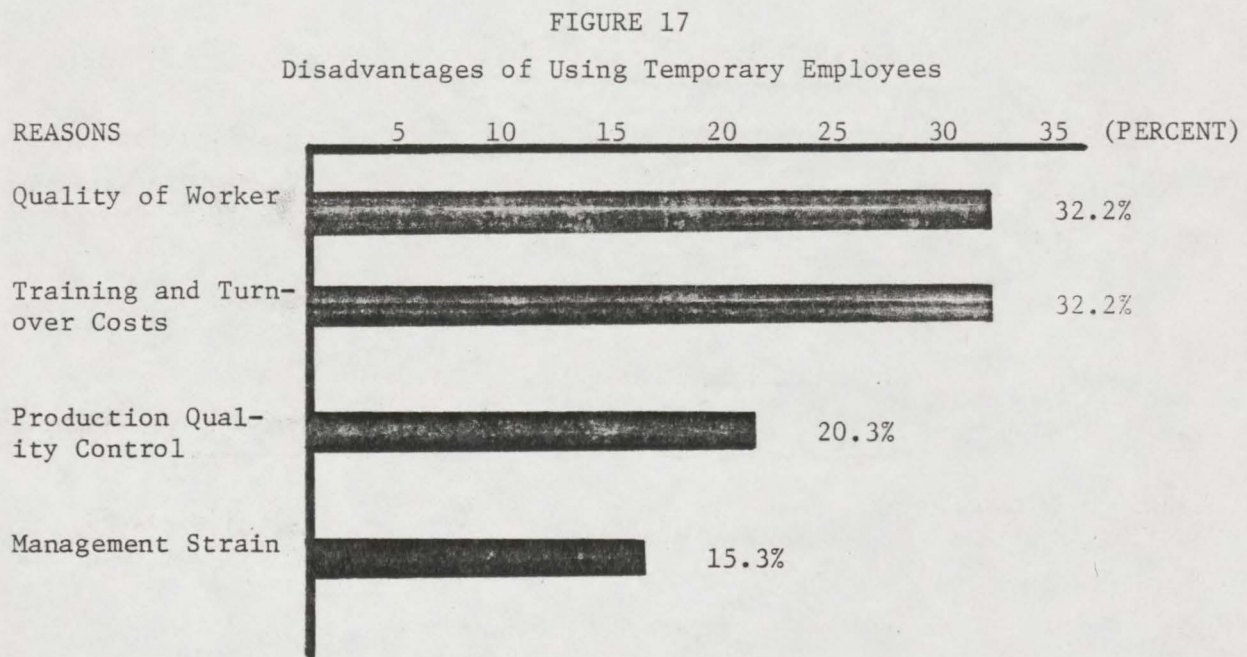 FIGURE 17
Disadvantages of Using Temporary Employees
REASONS 5 10 15 20 25 30 35 (PERCENT)
Quality of Worker 32.2%
Training and Turn-
over Costs 32.2%
Production Qual-
ity Control 20.3%
Management Strain 15.3%